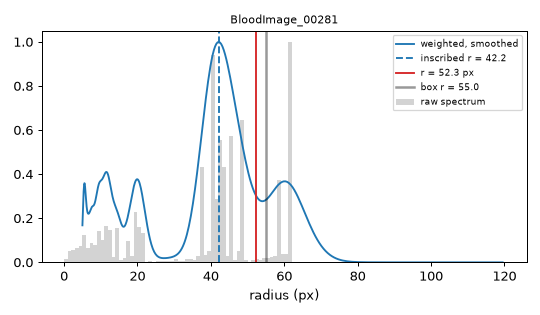 BloodImage_00281
weighted, smoothed
inscribed r = 42.2
r = 52.3 px
box r = 55.0
raw spectrum
1.0
0.8
0.6
0.4
0.2
0.0
0 20 40 60 80 100 120
radius (px)